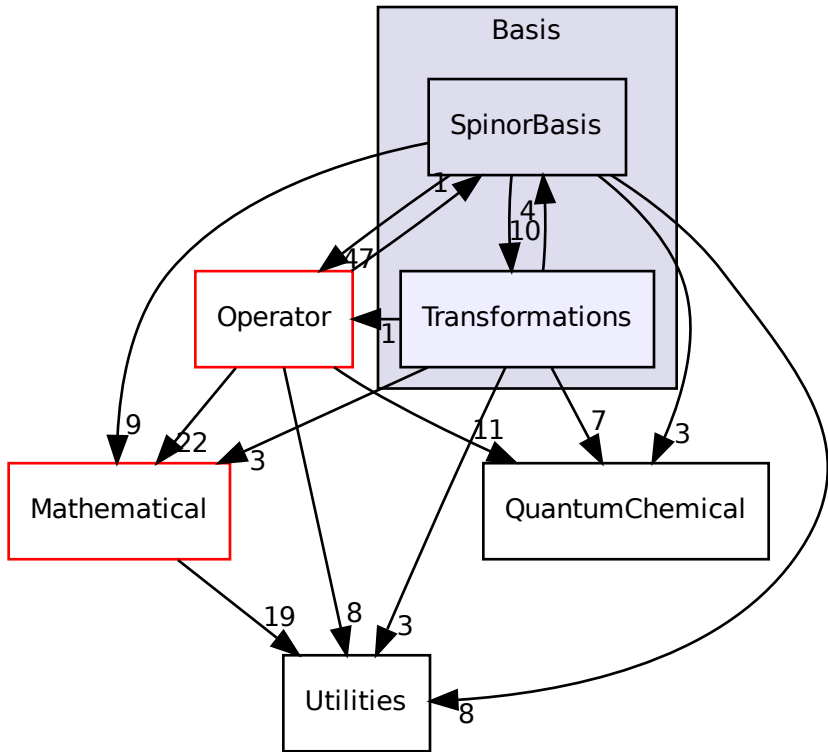 Basis
SpinorBasis
1
4
10
47
Operator
Transformations
1
9
22
3
11
7
3
Mathematical
QuantumChemical
19
8
3
Utilities
8